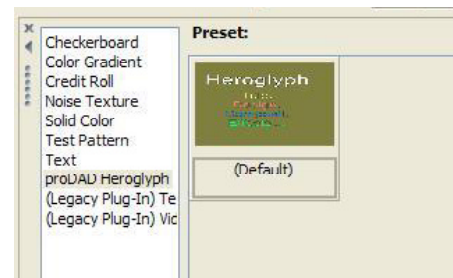 Checkerboard
Color Gradient
Credit Roll
Noise Texture
Solid Color
Test Pattern
Text
proDAD Heroglyph
(Legacy Plug-In) Te
(Legacy Plug-In) Vic
Preset:
Heroglyph
(Default)